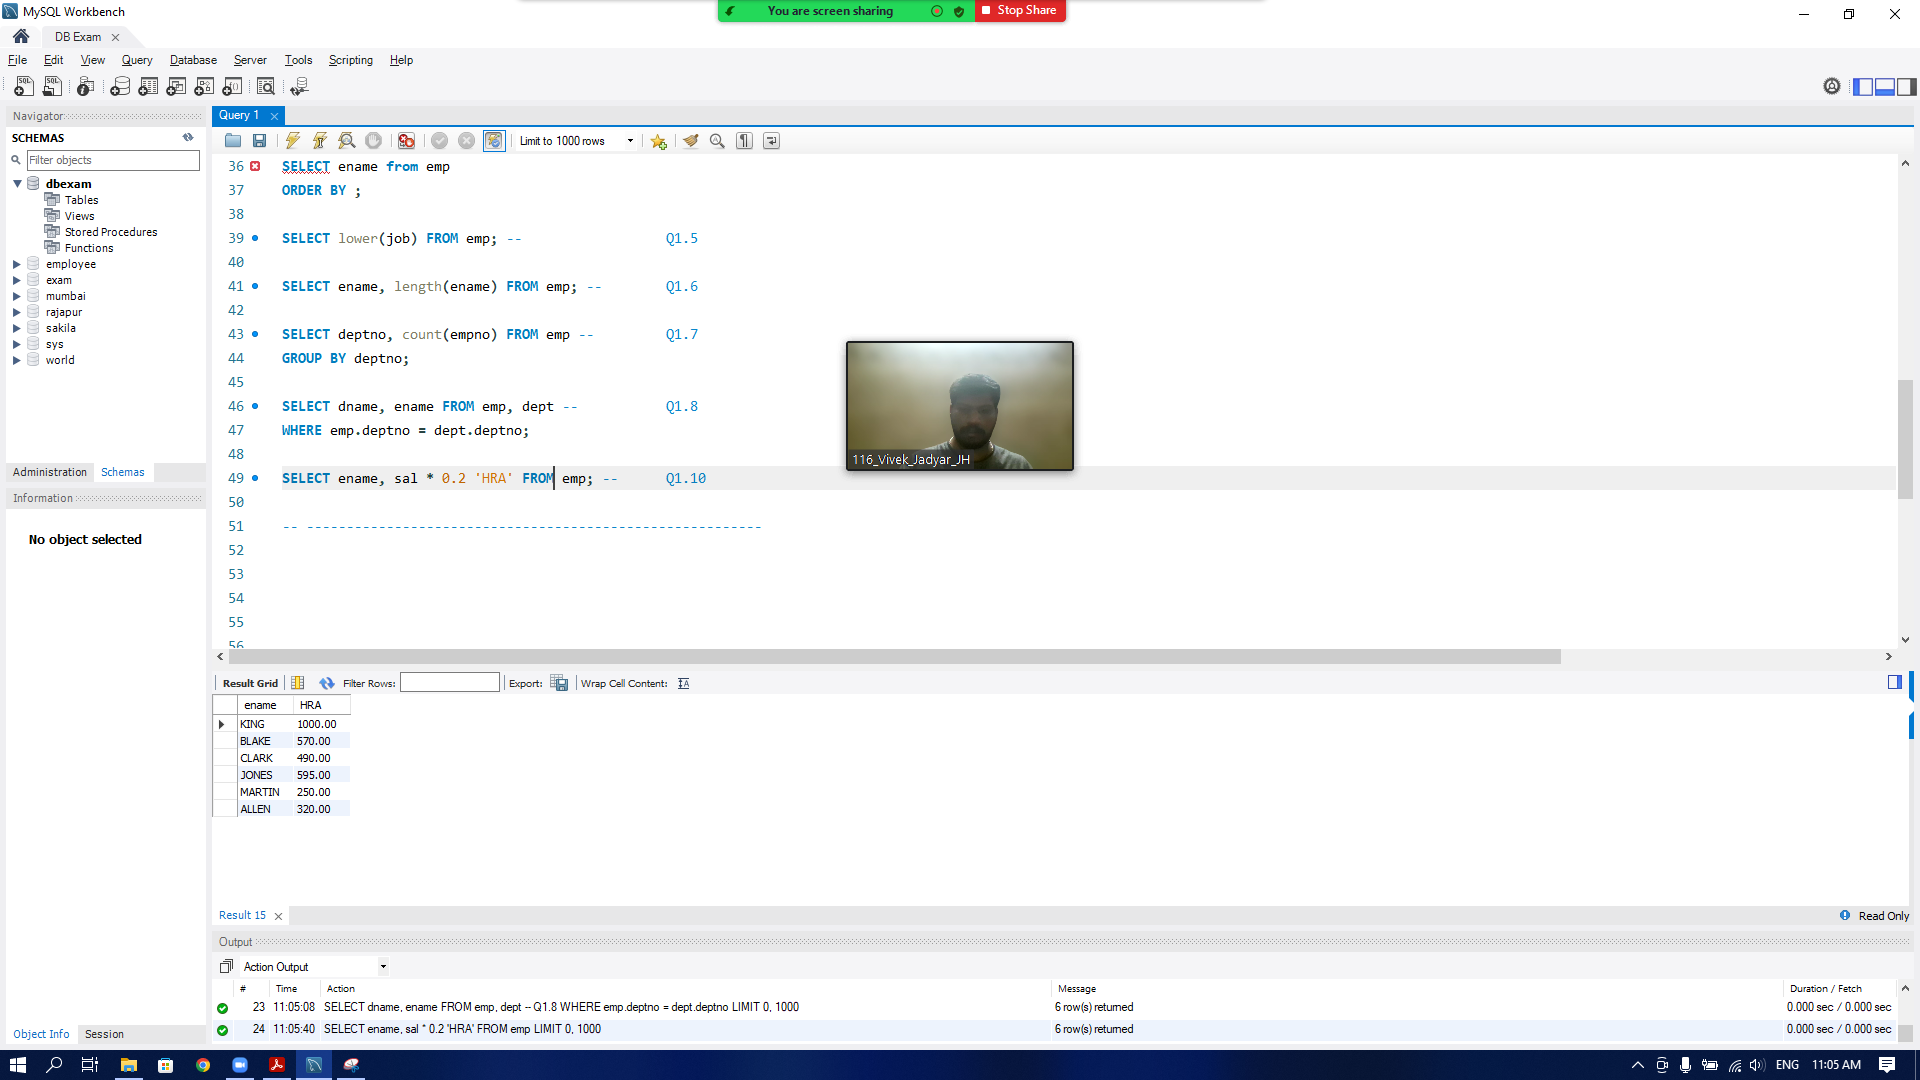 MySQL Workbench
You are screen sharing
Stop Share
DB Exam
File Edit View Query Database Server Tools Scripting Help
Navigator
Query 1
SCHEMAS
Filter objects
Limit to 1000 rows
dbexam
Tables
Views
Stored Procedures
Functions
employee
exam
mumbai
rajapur
sakila
sys
world
Administration Schemas
Information
No object selected
36 SELECT ename from emp
37 ORDER BY ;
38
39 SELECT lower(job) FROM emp; -- Q1.5
40
41 SELECT ename, length(ename) FROM emp; -- Q1.6
42
43 SELECT deptno, count(empno) FROM emp -- Q1.7
44 GROUP BY deptno;
45
46 SELECT dname, ename FROM emp, dept -- Q1.8
47 WHERE emp.deptno = dept.deptno;
48
49 SELECT ename, sal * 0.2 'HRA' FROM emp; -- Q1.10
50
51 -- ---------------------------------------------------------
52
53
54
55
56
116_Vivek_Jadyar_JH
Result Grid Filter Rows: Export: Wrap Cell Content:
ename HRA
KING 1000.00
BLAKE 570.00
CLARK 490.00
JONES 595.00
MARTIN 250.00
ALLEN 320.00
Result 15
Read Only
Output
Action Output
# Time Action Message Duration / Fetch
23 11:05:08 SELECT dname, ename FROM emp, dept -- Q1.8 WHERE emp.deptno = dept.deptno LIMIT 0, 1000 6 row(s) returned 0.000 sec / 0.000 sec
24 11:05:40 SELECT ename, sal * 0.2 'HRA' FROM emp LIMIT 0, 1000 6 row(s) returned 0.000 sec / 0.000 sec
Object Info Session
ENG 11:05 AM